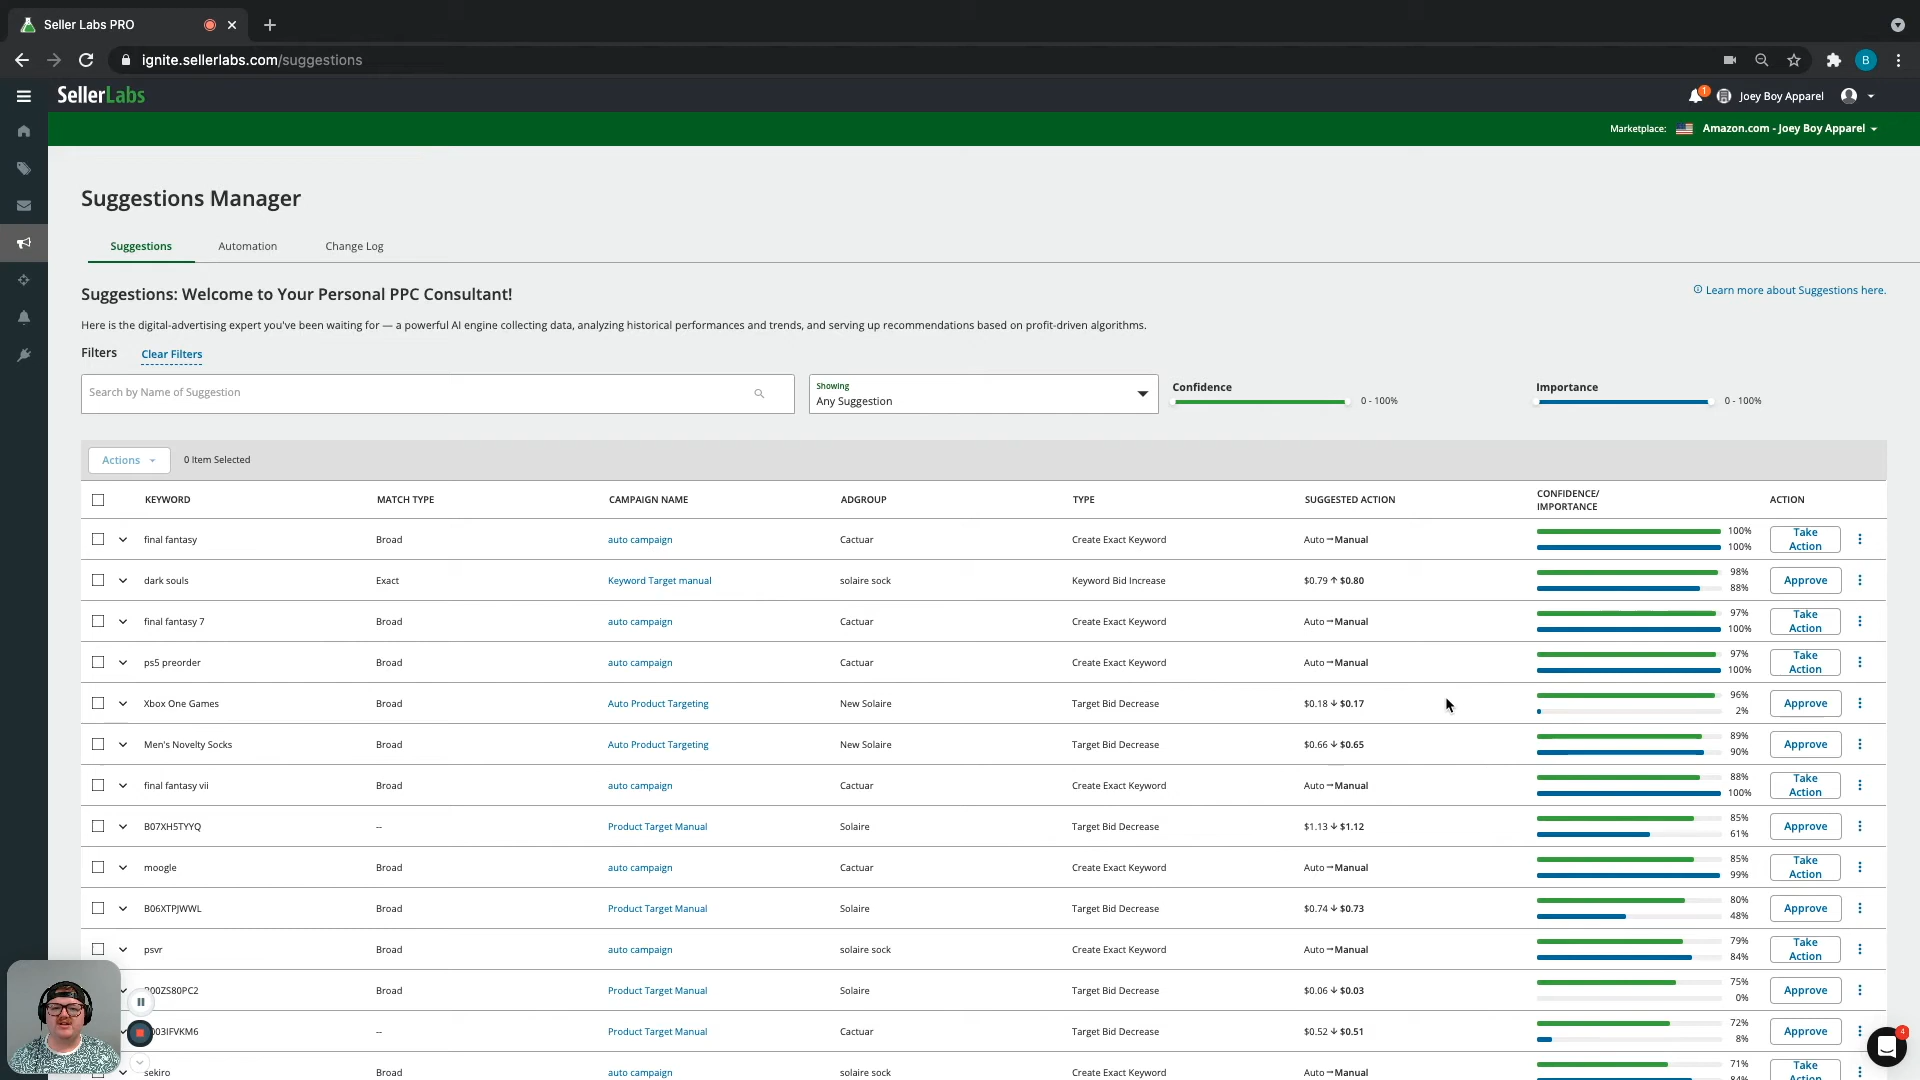 Seller Labs PRO
ignite.sellerlabs.com/suggestions
B
SellerLabs
1
Joey Boy Apparel
Marketplace: Amazon.com - Joey Boy Apparel
Suggestions Manager
Suggestions Automation Change Log
Suggestions: Welcome to Your Personal PPC Consultant!
Learn more about Suggestions here.
Here is the digital-advertising expert you've been waiting for — a powerful AI engine collecting data, analyzing historical performances and trends, and serving up recommendations based on profit-driven algorithms.
Filters Clear Filters
Search by Name of Suggestion
Showing
Any Suggestion
Confidence
0 - 100%
Importance
0 - 100%
Actions 0 Item Selected
KEYWORD MATCH TYPE CAMPAIGN NAME ADGROUP TYPE SUGGESTED ACTION CONFIDENCE/ IMPORTANCE ACTION
final fantasy Broad auto campaign Cactuar Create Exact Keyword Auto→Manual 100% 100% Take Action
dark souls Exact Keyword Target manual solaire sock Keyword Bid Increase $0.79 ↑ $0.80 98% 88% Approve
final fantasy 7 Broad auto campaign Cactuar Create Exact Keyword Auto→Manual 97% 100% Take Action
ps5 preorder Broad auto campaign Cactuar Create Exact Keyword Auto→Manual 97% 100% Take Action
Xbox One Games Broad Auto Product Targeting New Solaire Target Bid Decrease $0.18 ↓ $0.17 96% 2% Approve
Men's Novelty Socks Broad Auto Product Targeting New Solaire Target Bid Decrease $0.66 ↓ $0.65 89% 90% Approve
final fantasy vii Broad auto campaign Cactuar Create Exact Keyword Auto→Manual 88% 100% Take Action
B07XH5TYYQ -- Product Target Manual Solaire Target Bid Decrease $1.13 ↓ $1.12 85% 61% Approve
moogle Broad auto campaign Cactuar Create Exact Keyword Auto→Manual 85% 99% Take Action
B06XTPJWWL Broad Product Target Manual Solaire Target Bid Decrease $0.74 ↓ $0.73 80% 48% Approve
psvr Broad auto campaign solaire sock Create Exact Keyword Auto→Manual 79% 84% Take Action
00ZS80PC2 Broad Product Target Manual Solaire Target Bid Decrease $0.06 ↓ $0.03 75% 0% Approve
003IFVKM6 -- Product Target Manual Cactuar Target Bid Decrease $0.52 ↓ $0.51 72% 8% Approve
4
sekiro Broad auto campaign solaire sock Create Exact Keyword Auto→Manual 71% 84% Take Action